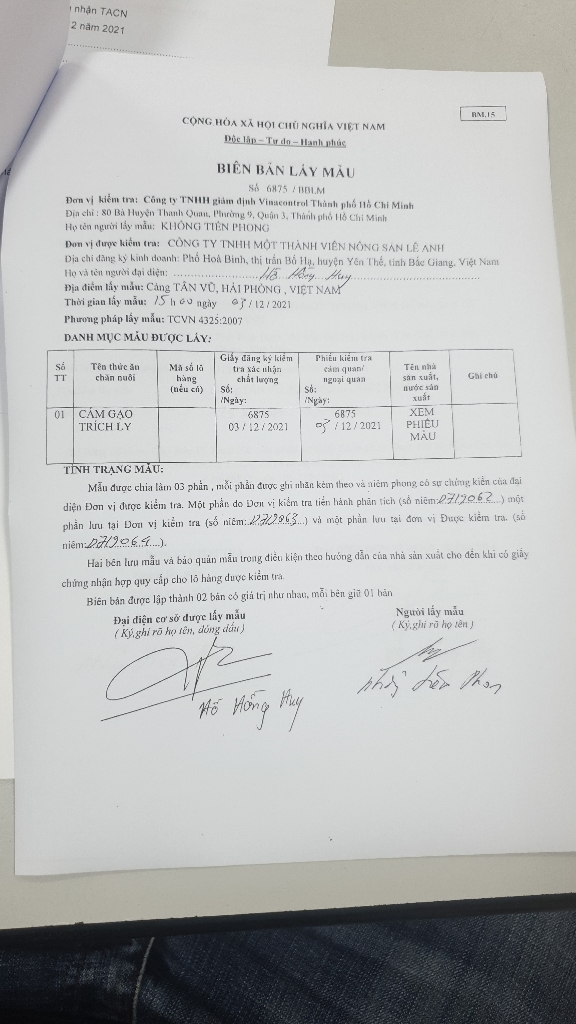 nhận TACN
2 năm 2021
BM.15
CỘNG HÒA XÃ HỘI CHỦ NGHĨA VIỆT NAM
Độc lập – Tự do – Hạnh phúc
BIÊN BẢN LẤY MẪU
Số 6875 / BBLM
Đơn vị kiểm tra: Công ty TNHH giám định Vinacontrol Thành phố Hồ Chí Minh
Địa chỉ : 80 Bà Huyện Thanh Quan, Phường 9, Quận 3, Thành phố Hồ Chí Minh
Họ tên người lấy mẫu: KHỔNG TIẾN PHONG
Đơn vị được kiểm tra: CÔNG TY TNHH MỘT THÀNH VIÊN NÔNG SẢN LÊ ANH
Địa chỉ đăng ký kinh doanh: Phố Hoà Bình, thị trấn Bố Hạ, huyện Yên Thế, tỉnh Bắc Giang, Việt Nam
Họ và tên người đại diện: Hồ Hồng Huy
Địa điểm lấy mẫu: Cảng TÂN VŨ, HẢI PHÒNG , VIỆT NAM
Thời gian lấy mẫu: 15 h 00 ngày 03 / 12 / 2021
Phương pháp lấy mẫu: TCVN 4325:2007
DANH MỤC MẪU ĐƯỢC LẤY:
Số TT
Tên thức ăn chăn nuôi
Mã số lô hàng (nếu có)
Giấy đăng ký kiểm tra xác nhận chất lượng Số: /Ngày:
Phiếu kiểm tra cảm quan/ ngoại quan Số: /Ngày:
Tên nhà sản xuất, nước sản xuất
Ghi chú
01
CÁM GẠO TRÍCH LY
6875 03 / 12 / 2021
6875 03 / 12 / 2021
XEM PHIẾU MẪU
TÌNH TRẠNG MẪU:
Mẫu được chia làm 03 phần , mỗi phần được ghi nhãn kèm theo và niêm phong có sự chứng kiến của đại
diện Đơn vị được kiểm tra. Một phần do Đơn vị kiểm tra tiến hành phân tích (số niêm: 0712062 ) một
phần lưu tại Đơn vị kiểm tra (số niêm: 0712063 ) và một phần lưu tại đơn vị Được kiểm tra. (số
niêm: 0712064 ).
Hai bên lưu mẫu và bảo quản mẫu trong điều kiện theo hướng dẫn của nhà sản xuất cho đến khi có giấy
chứng nhận hợp quy cấp cho lô hàng được kiểm tra.
Biên bản được lập thành 02 bản có giá trị như nhau, mỗi bên giữ 01 bản
Đại diện cơ sở được lấy mẫu
( Ký,ghi rõ họ tên, đóng dấu )
Người lấy mẫu
( Ký,ghi rõ họ tên )
Hồ Hồng Huy